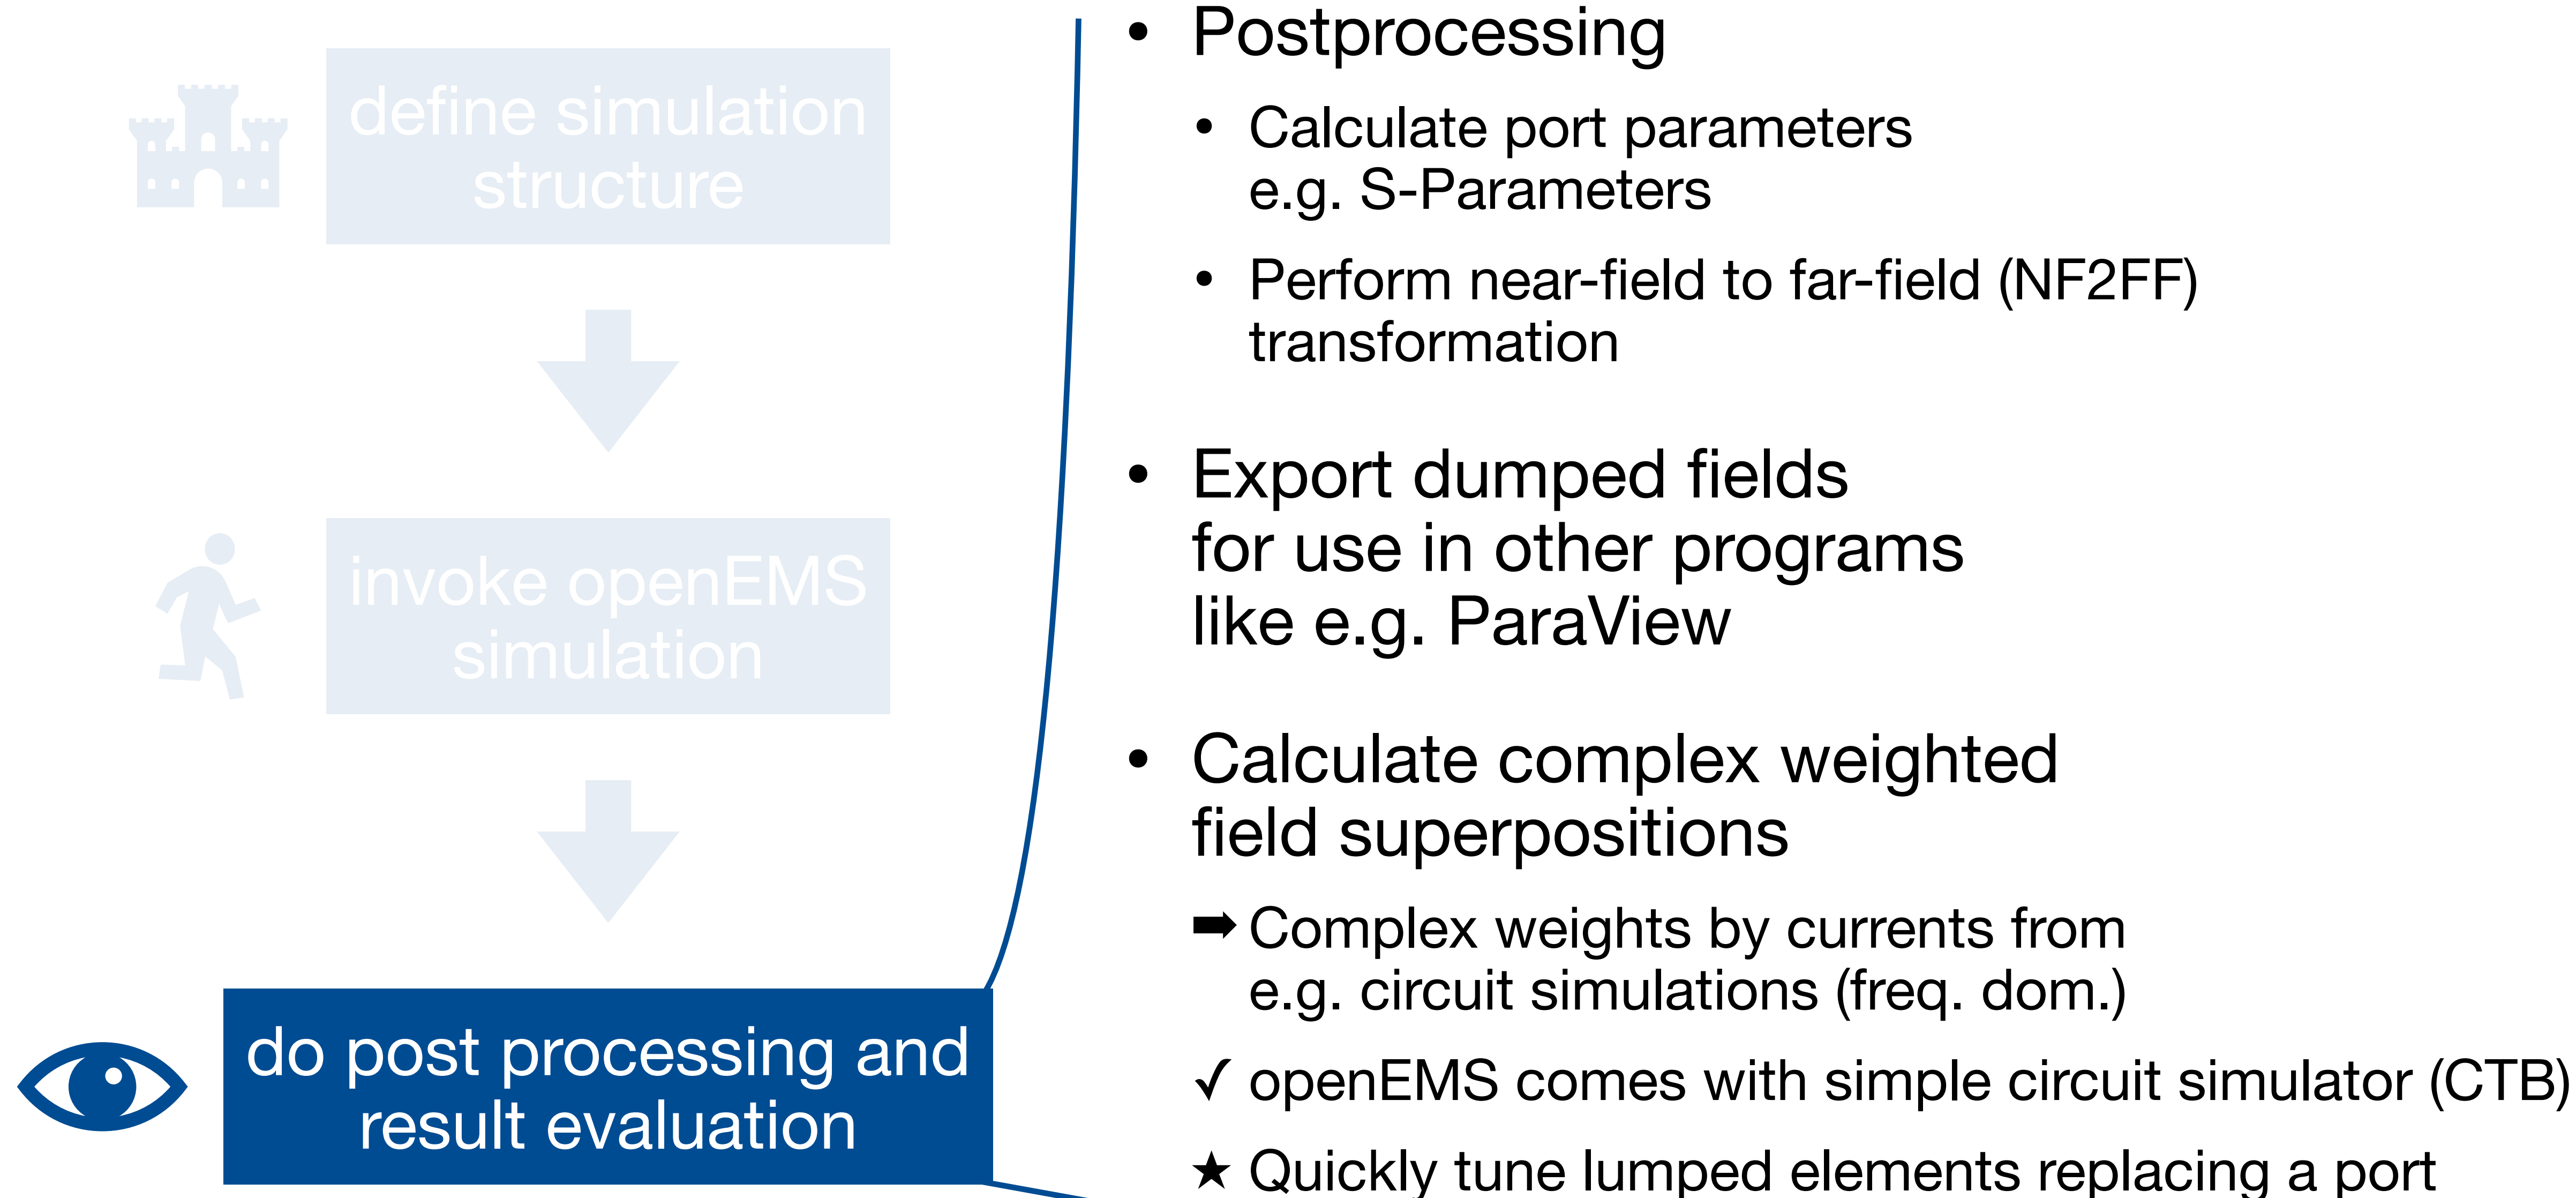 define simulation
structure
invoke openEMS
simulation
do post processing and
result evaluation
• Postprocessing
• Calculate port parameters
e.g. S-Parameters
• Perform near-field to far-field (NF2FF)
transformation
• Export dumped fields
for use in other programs
like e.g. ParaView
• Calculate complex weighted
field superpositions
➡ Complex weights by currents from
e.g. circuit simulations (freq. dom.)
✓ openEMS comes with simple circuit simulator (CTB)
★ Quickly tune lumped elements replacing a port